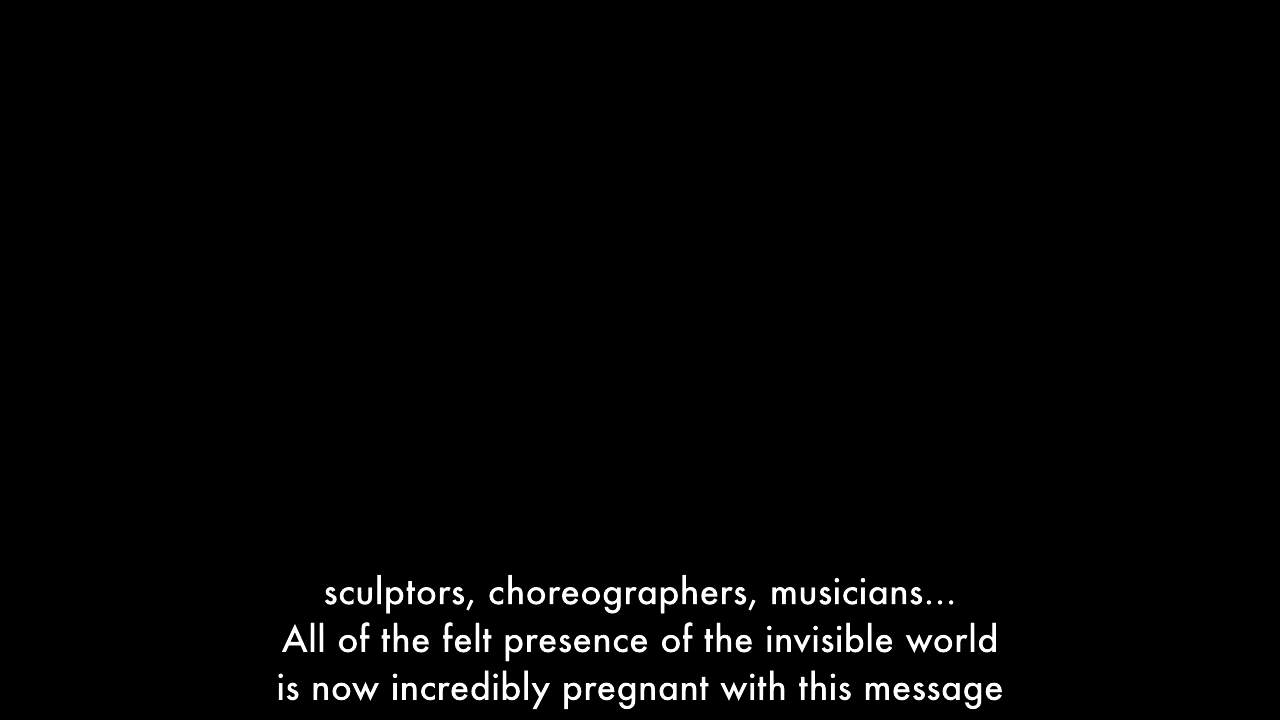 sculptors, choreographers, musicians...
All of the felt presence of the invisible world
is now incredibly pregnant with this message